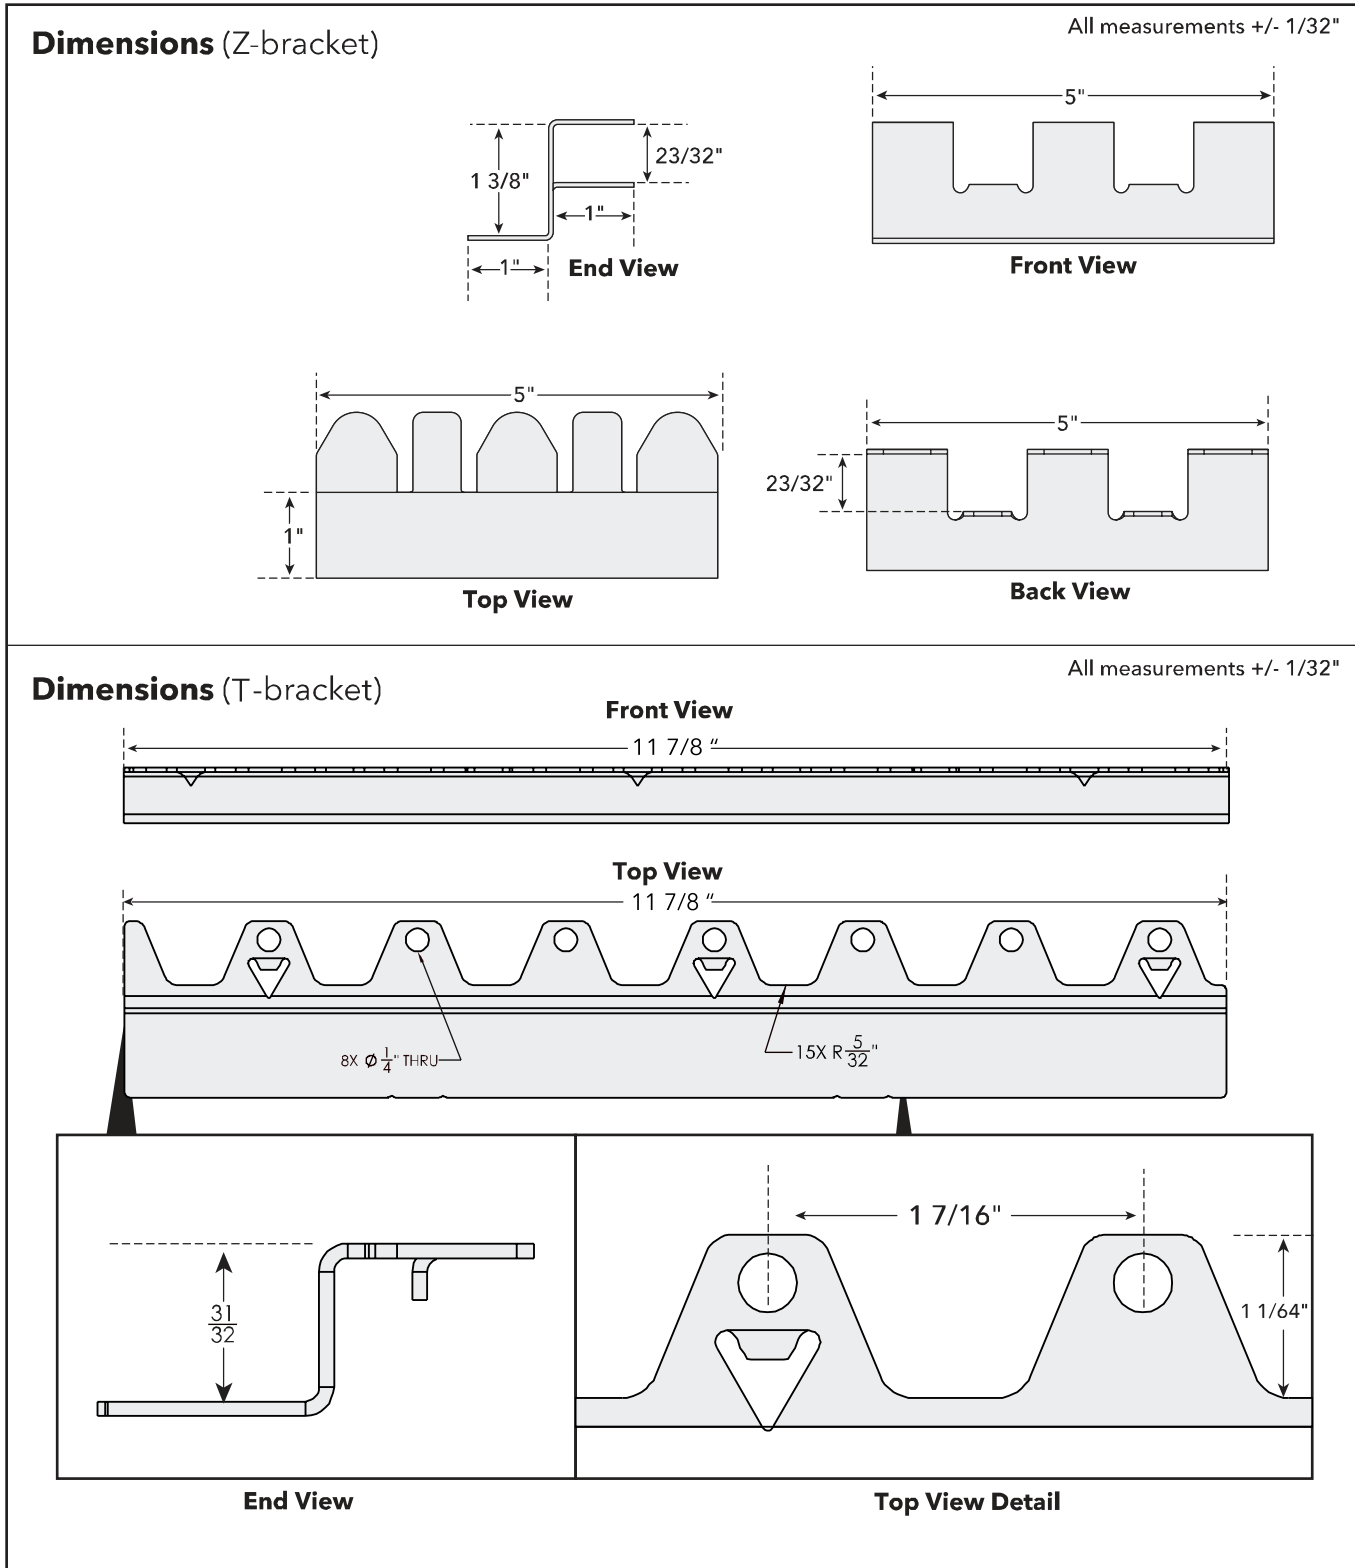 Dimensions (Z-bracket)
All measurements +/- 1/32"
5"
23/32"
1 3/8"
1"
1"
End View
Front View
5"
5"
23/32"
1"
Top View
Back View
Dimensions (T-bracket)
All measurements +/- 1/32"
Front View
11 7/8 “
Top View
11 7/8 “
8X Ø 1/4" THRU
15X R 5/32"
1 7/16"
1 1/64"
31/32
End View
Top View Detail